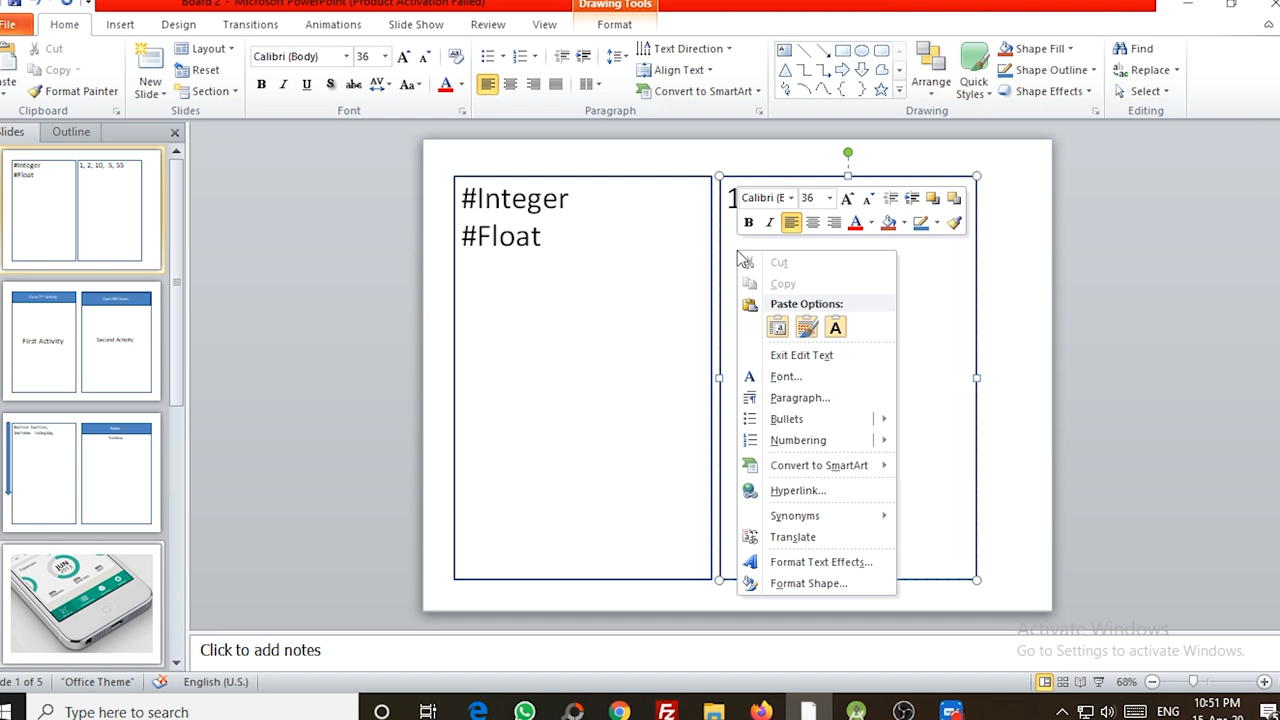 Board 2 - Microsoft PowerPoint (Product Activation Failed)
Drawing Tools
File Home Insert Design Transitions Animations Slide Show Review View Format
Cut
Copy
Format Painter
Clipboard
New Slide
Layout
Reset
Section
Slides
Calibri (Body) 36
Font
Text Direction
Align Text
Convert to SmartArt
Paragraph
Arrange
Quick Styles
Shape Fill
Shape Outline
Shape Effects
Drawing
Find
Replace
Select
Editing
Outline
#Integer
#Float
1, 2, 10, -5, 55
First Activity
Second Activity
#Integer
#Float
Calibri (E 36
Cut
Copy
Paste Options:
Exit Edit Text
Font...
Paragraph...
Bullets
Numbering
Convert to SmartArt
Hyperlink...
Synonyms
Translate
Format Text Effects...
Format Shape...
Click to add notes
Activate Windows
Go to Settings to activate Windows.
"Office Theme"
English (U.S.)
68%
Type here to search
ENG
10:51 PM